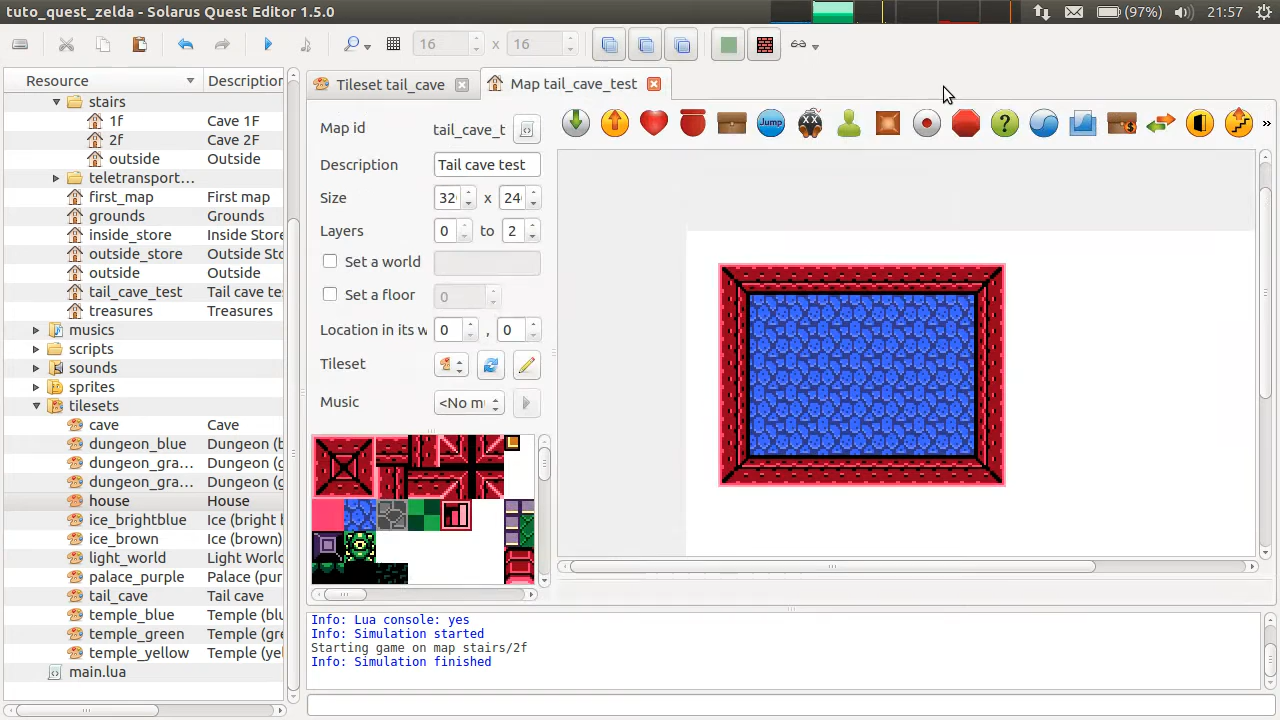 tuto_quest_zelda - Solarus Quest Editor 1.5.0
(97%)
21:57
16 x 16
Resource
Descriptio
stairs
1f Cave 1F
2f Cave 2F
outside Outside
teletransport...
first_map First map
grounds Grounds
inside_store Inside Store
outside_store Outside Sto
outside Outside
tail_cave_test Tail cave te
treasures Treasures
musics
scripts
sounds
sprites
tilesets
cave Cave
dungeon_blue Dungeon (b
dungeon_gra... Dungeon (g
dungeon_gra... Dungeon (g
house House
ice_brightblue Ice (bright b
ice_brown Ice (brown)
light_world Light World
palace_purple Palace (pur
tail_cave Tail cave
temple_blue Temple (blu
temple_green Temple (gre
temple_yellow Temple (yel
main.lua
Tileset tail_cave
Map tail_cave_test
Map id tail_cave_t
Description Tail cave test
Size 32 x 24
Layers 0 to 2
Set a world
Set a floor 0
Location in its w 0 , 0
Tileset
Music <No mu
Jump
?
$
»
Info: Lua console: yes
Info: Simulation started
Starting game on map stairs/2f
Info: Simulation finished